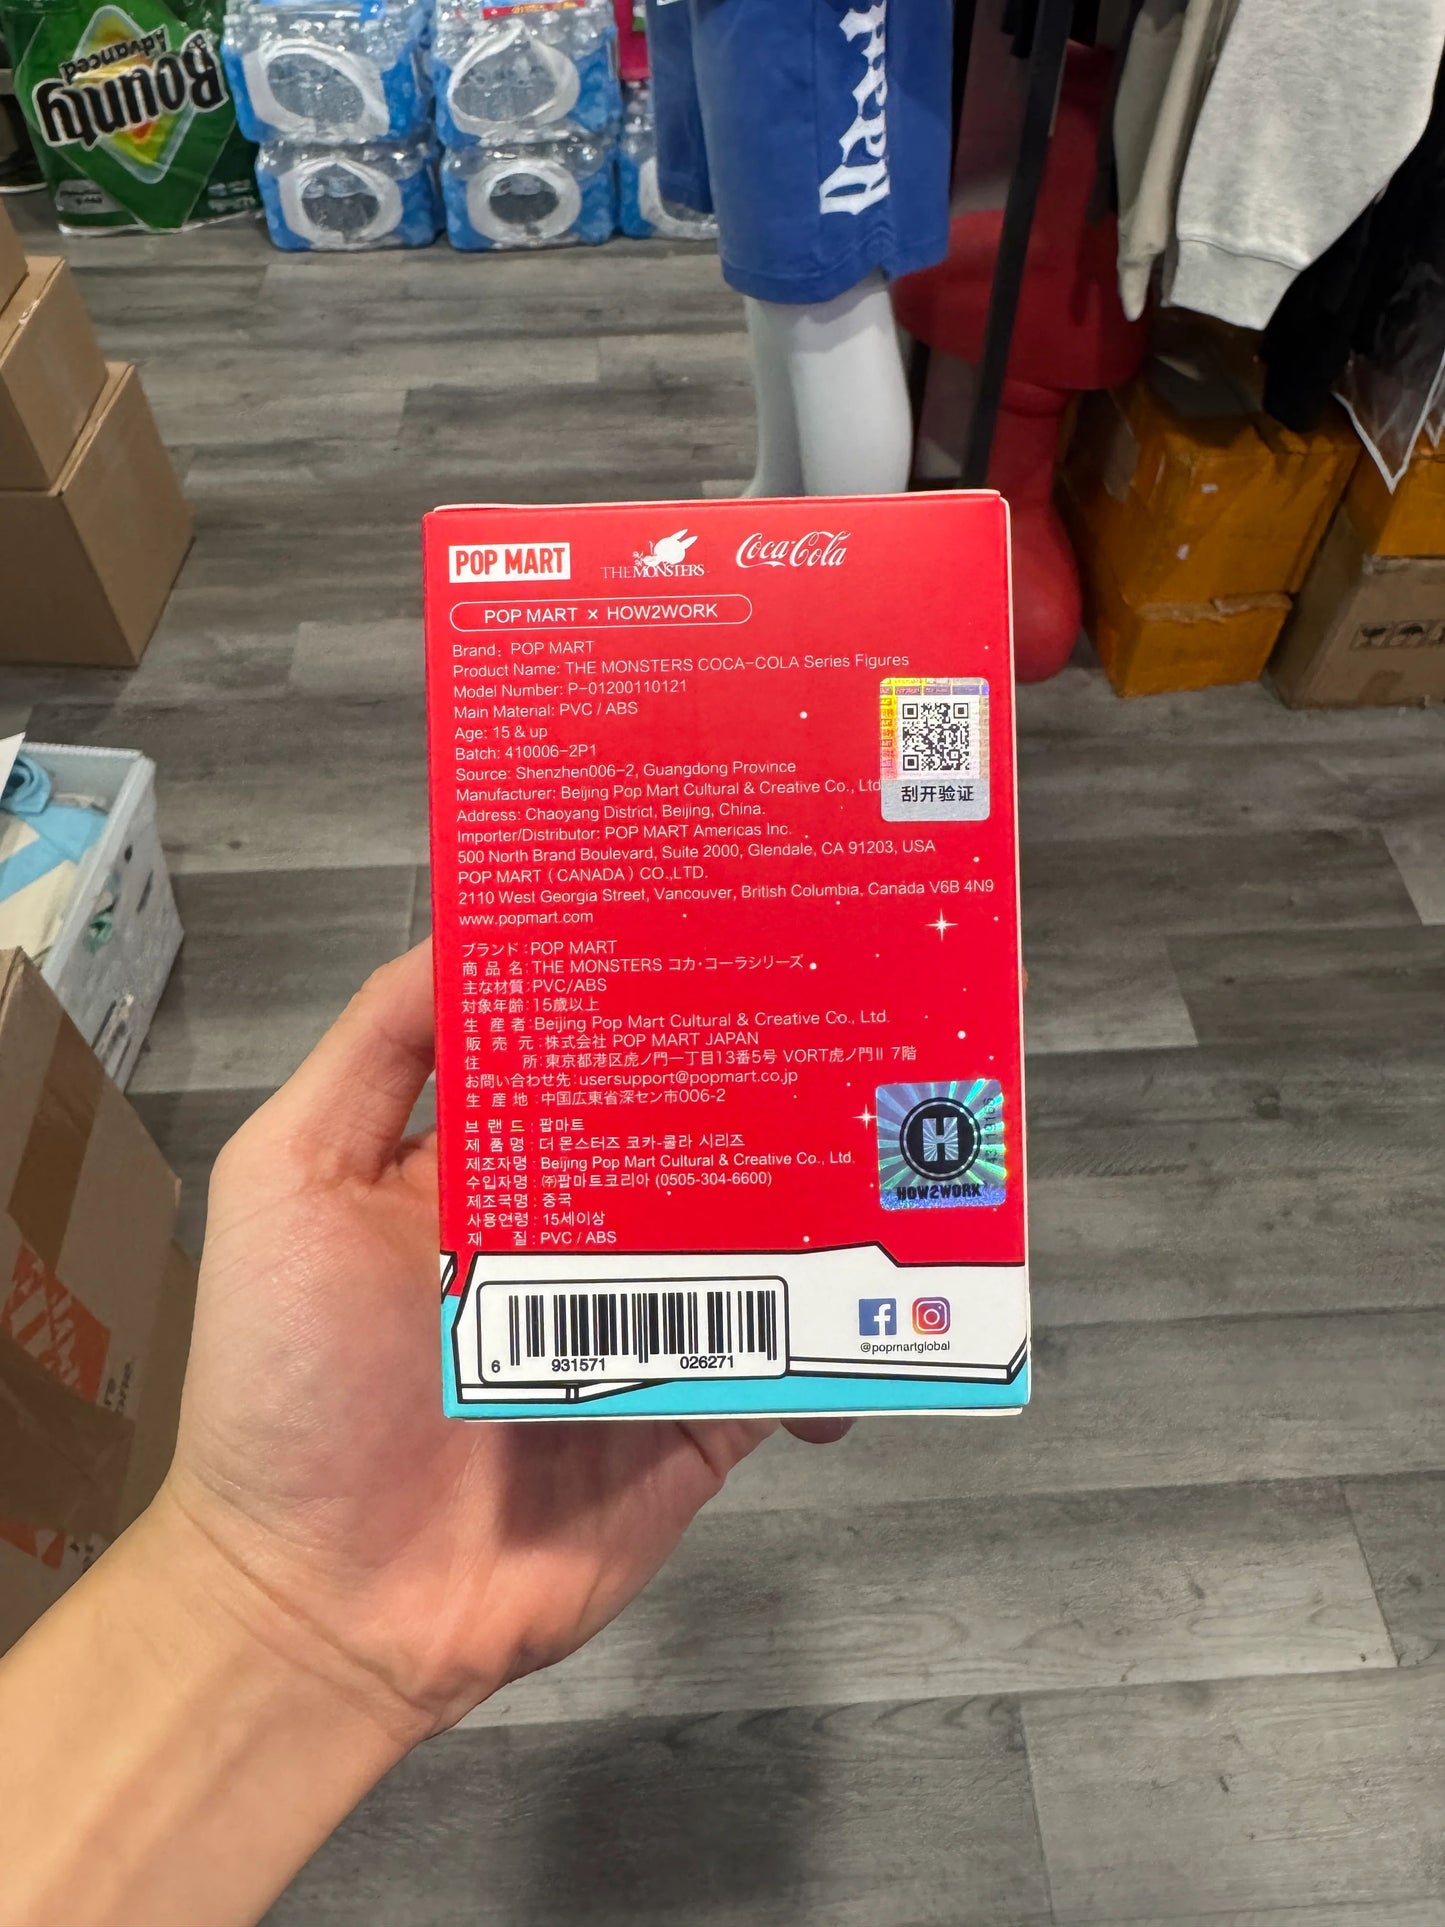 Bounty
Advanced
POP MART
THE MONSTERS
Coca-Cola
POP MART × HOW2WORK
Brand: POP MART
Product Name: THE MONSTERS COCA-COLA Series Figures
Model Number: P-01200110121
Main Material: PVC / ABS
Age: 15 & up
Batch: 410006-2P1
Source: Shenzhen006-2, Guangdong Province
Manufacturer: Beijing Pop Mart Cultural & Creative Co., Ltd
Address: Chaoyang District, Beijing, China.
Importer/Distributor: POP MART Americas Inc.
500 North Brand Boulevard, Suite 2000, Glendale, CA 91203, USA
POP MART (CANADA) CO.,LTD.
2110 West Georgia Street, Vancouver, British Columbia, Canada V6B 4N9
www.popmart.com
刮开验证
ブランド:POP MART
商品名:THE MONSTERS コカ・コーラシリーズ
主な材質:PVC/ABS
対象年齢:15歳以上
生産者:Beijing Pop Mart Cultural & Creative Co., Ltd.
販売元:株式会社 POP MART JAPAN
住所:東京都港区虎ノ門一丁目13番5号 VORT虎ノ門Ⅱ 7階
お問い合わせ先:usersupport@popmart.co.jp
生産地:中国広東省深セン市006-2
브랜드: 팝마트
제품명: 더 몬스터즈 코카-콜라 시리즈
제조자명: Beijing Pop Mart Cultural & Creative Co., Ltd.
수입자명: ㈜팝마트코리아 (0505-304-6600)
제조국명: 중국
사용연령: 15세이상
재질: PVC / ABS
H
HOW2WORK
6 931571 026271
@popmartglobal